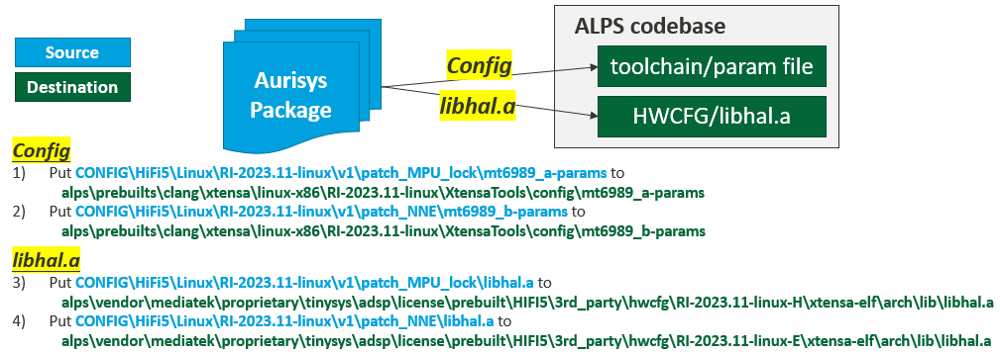 Source
Destination
Aurisys
Package
Config
libhal.a
ALPS codebase
toolchain/param file
HWCFG/libhal.a
Config
1) Put CONFIG\HiFi5\Linux\RI-2023.11-linux\v1\patch_MPU_lock\mt6989_a-params to
alps\prebuilts\clang\xtensa\linux-x86\RI-2023.11-linux\XtensaTools\config\mt6989_a-params
2) Put CONFIG\HiFi5\Linux\RI-2023.11-linux\v1\patch_NNE\mt6989_b-params to
alps\prebuilts\clang\xtensa\linux-x86\RI-2023.11-linux\XtensaTools\config\mt6989_b-params
libhal.a
3) Put CONFIG\HiFi5\Linux\RI-2023.11-linux\v1\patch_MPU_lock\libhal.a to
alps\vendor\mediatek\proprietary\tinysys\adsp\license\prebuilt\HIFI5\3rd_party\hwcfg\RI-2023.11-linux-H\xtensa-elf\arch\lib\libhal.a
4) Put CONFIG\HiFi5\Linux\RI-2023.11-linux\v1\patch_NNE\libhal.a to
alps\vendor\mediatek\proprietary\tinysys\adsp\license\prebuilt\HIFI5\3rd_party\hwcfg\RI-2023.11-linux-E\xtensa-elf\arch\lib\libhal.a